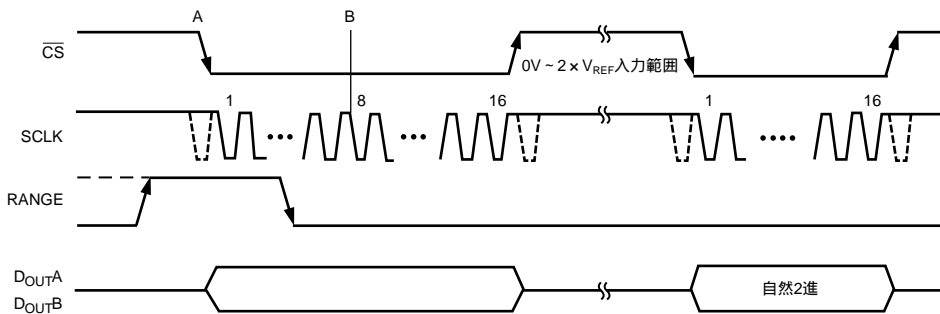 A B
CS
0V ~ 2 × VREF入力範囲
1 8 16 1 16
SCLK
RANGE
DOUTA
DOUTB
自然2進